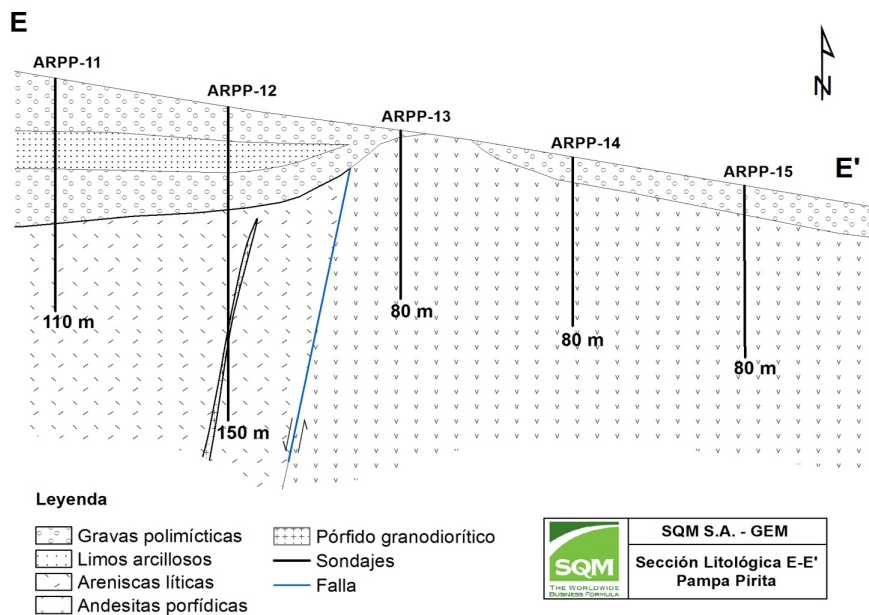 E
ARPP-11
ARPP-12
ARPP-13
ARPP-14
ARPP-15
E'
N
110 m
150 m
80 m
80 m
80 m
Leyenda
Gravas polimícticas
Limos arcillosos
Areniscas líticas
Andesitas porfídicas
Pórfido granodiorítico
Sondajes
Falla
SQM
THE WORLDWIDE
BUSINESS FORMULA
SQM S.A. - GEM
Sección Litológica E-E'
Pampa Pirita